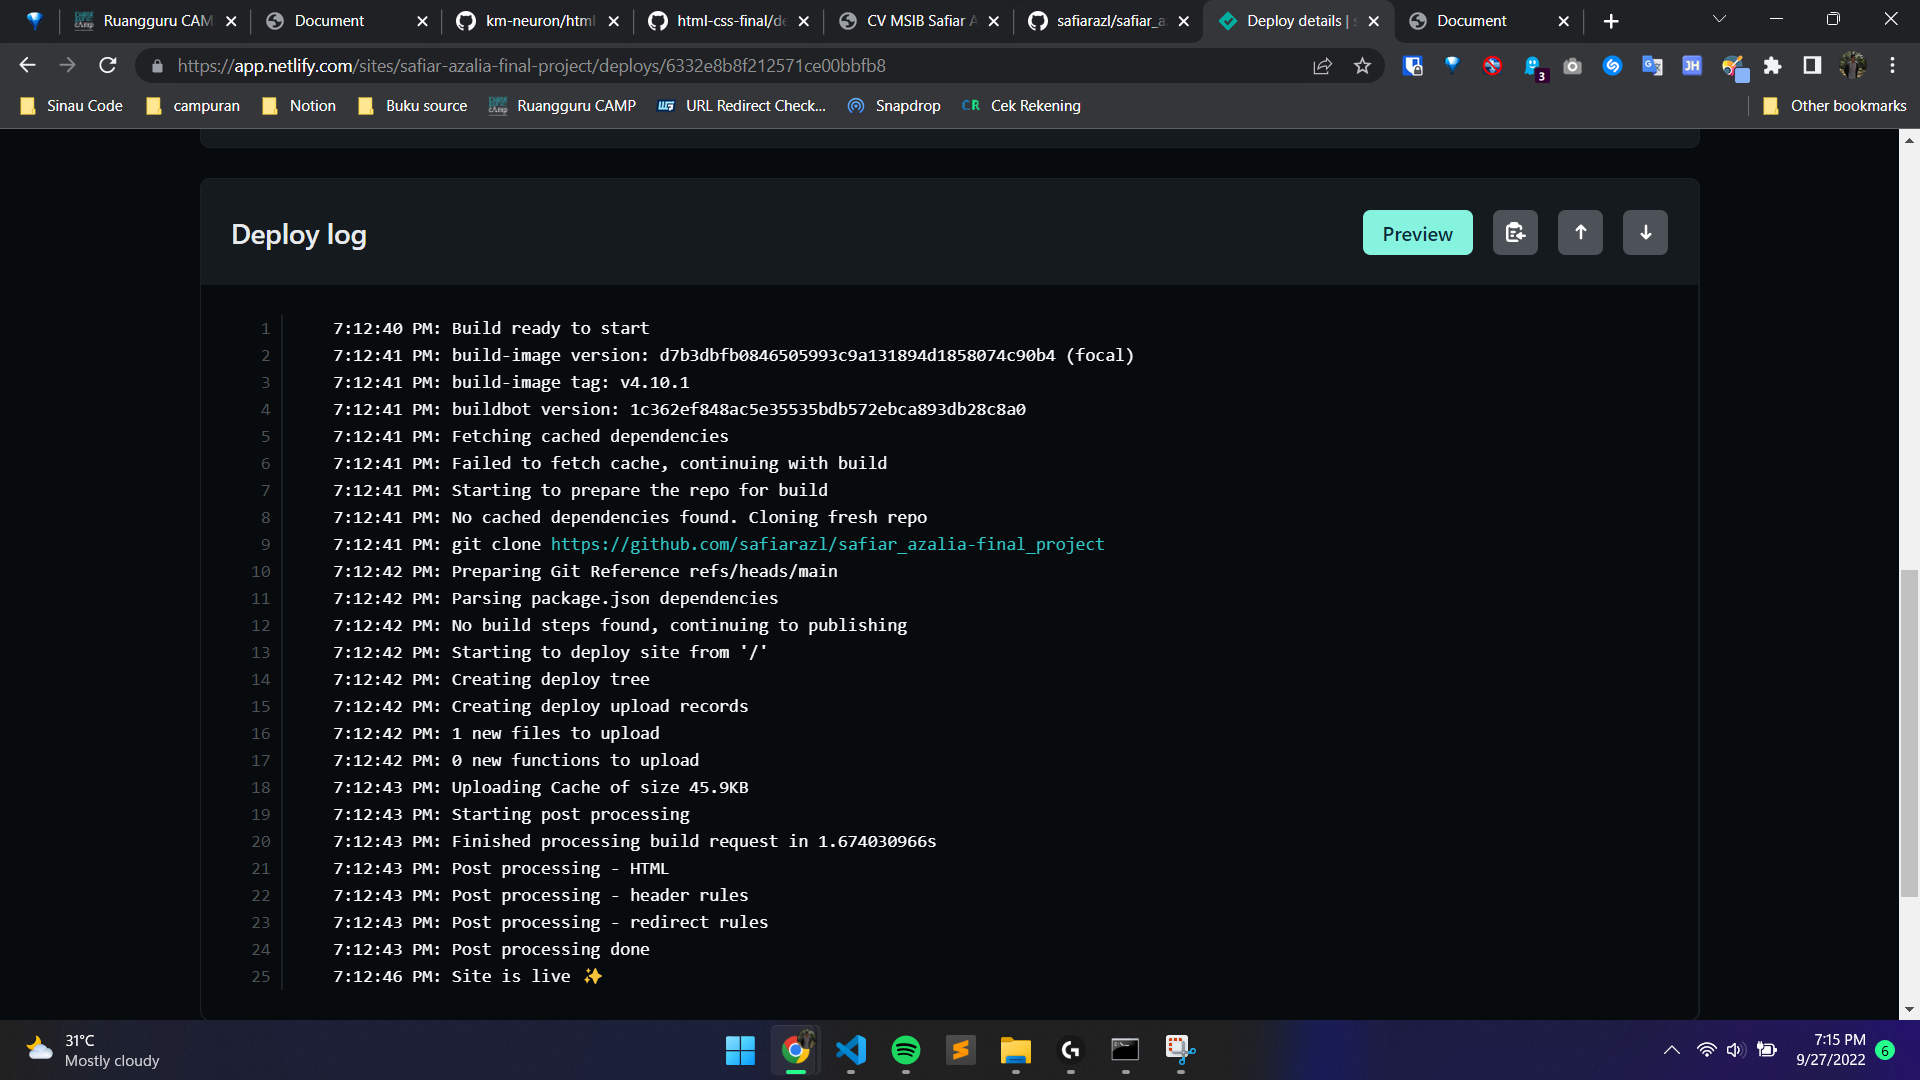 Ruangguru CAM
Document
km-neuron/html
html-css-final/de
CV MSIB Safiar A
safiarazl/safiar_a
Deploy details | s
Document
https://app.netlify.com/sites/safiar-azalia-final-project/deploys/6332e8b8f212571ce00bbfb8
3
JH
Sinau Code
campuran
Notion
Buku source
Ruangguru CAMP
URL Redirect Check...
Snapdrop
CR Cek Rekening
Other bookmarks
Deploy log
Preview
1 7:12:40 PM: Build ready to start
2 7:12:41 PM: build-image version: d7b3dbfb0846505993c9a131894d1858074c90b4 (focal)
3 7:12:41 PM: build-image tag: v4.10.1
4 7:12:41 PM: buildbot version: 1c362ef848ac5e35535bdb572ebca893db28c8a0
5 7:12:41 PM: Fetching cached dependencies
6 7:12:41 PM: Failed to fetch cache, continuing with build
7 7:12:41 PM: Starting to prepare the repo for build
8 7:12:41 PM: No cached dependencies found. Cloning fresh repo
9 7:12:41 PM: git clone https://github.com/safiarazl/safiar_azalia-final_project
10 7:12:42 PM: Preparing Git Reference refs/heads/main
11 7:12:42 PM: Parsing package.json dependencies
12 7:12:42 PM: No build steps found, continuing to publishing
13 7:12:42 PM: Starting to deploy site from '/'
14 7:12:42 PM: Creating deploy tree
15 7:12:42 PM: Creating deploy upload records
16 7:12:42 PM: 1 new files to upload
17 7:12:42 PM: 0 new functions to upload
18 7:12:43 PM: Uploading Cache of size 45.9KB
19 7:12:43 PM: Starting post processing
20 7:12:43 PM: Finished processing build request in 1.674030966s
21 7:12:43 PM: Post processing - HTML
22 7:12:43 PM: Post processing - header rules
23 7:12:43 PM: Post processing - redirect rules
24 7:12:43 PM: Post processing done
25 7:12:46 PM: Site is live ✨
31°C
Mostly cloudy
7:15 PM
9/27/2022
6